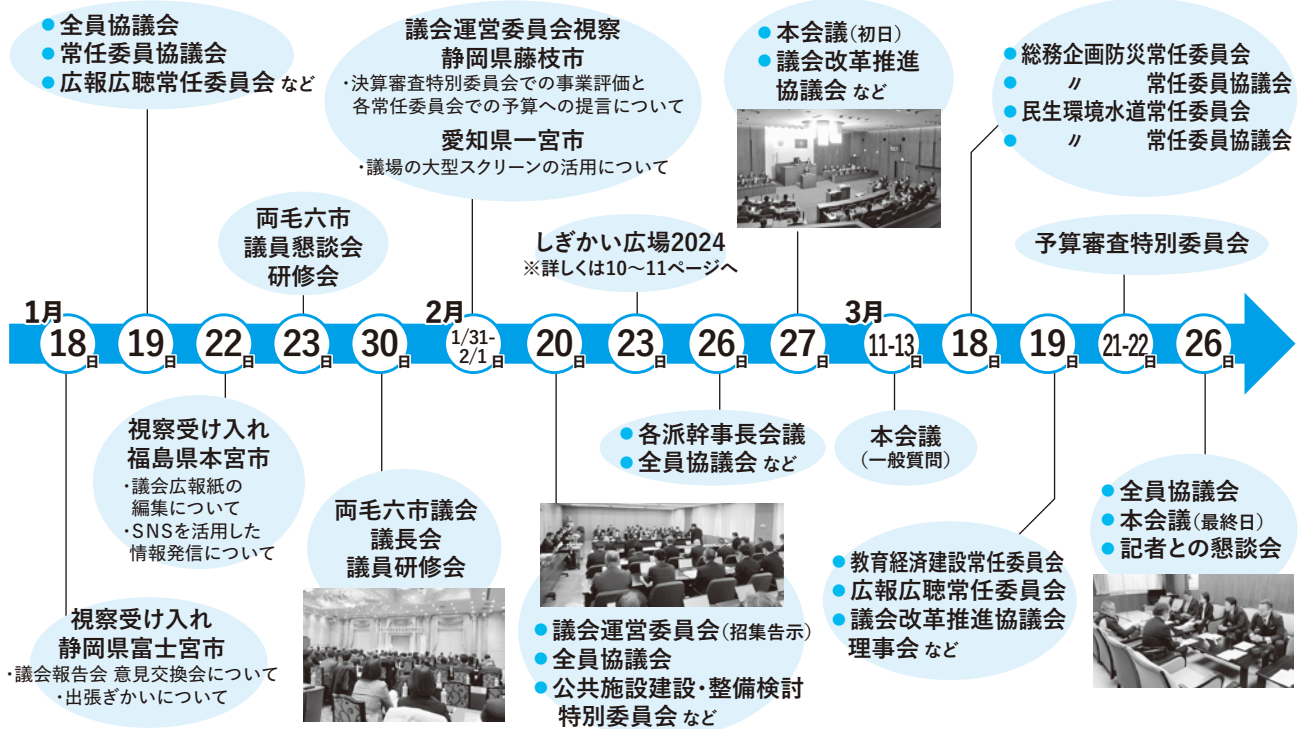 ● 全員協議会
● 常任委員協議会
● 広報広聴常任委員会 など
議会運営委員会視察
静岡県藤枝市
・決算審査特別委員会での事業評価と
各常任委員会での予算への提言について
愛知県一宮市
・議場の大型スクリーンの活用について
● 本会議(初日)
● 議会改革推進
協議会 など
● 総務企画防災常任委員会
● 〃 常任委員協議会
● 民生環境水道常任委員会
● 〃 常任委員協議会
両毛六市
議員懇談会
研修会
しぎかい広場2024
※詳しくは10〜11ページへ
予算審査特別委員会
1月
18日
19日
22日
23日
30日
2月
1/31-
2/1日
20日
23日
26日
27日
3月
11-13日
18日
19日
21-22日
26日
視察受け入れ
福島県本宮市
・議会広報紙の
編集について
・SNSを活用した
情報発信について
視察受け入れ
静岡県富士宮市
・議会報告会 意見交換会について
・出張ぎかいについて
両毛六市議会
議長会
議員研修会
● 議会運営委員会(招集告示)
● 全員協議会
● 公共施設建設・整備検討
特別委員会 など
● 各派幹事長会議
● 全員協議会 など
本会議
(一般質問)
● 教育経済建設常任委員会
● 広報広聴常任委員会
● 議会改革推進協議会
理事会 など
● 全員協議会
● 本会議(最終日)
● 記者との懇談会